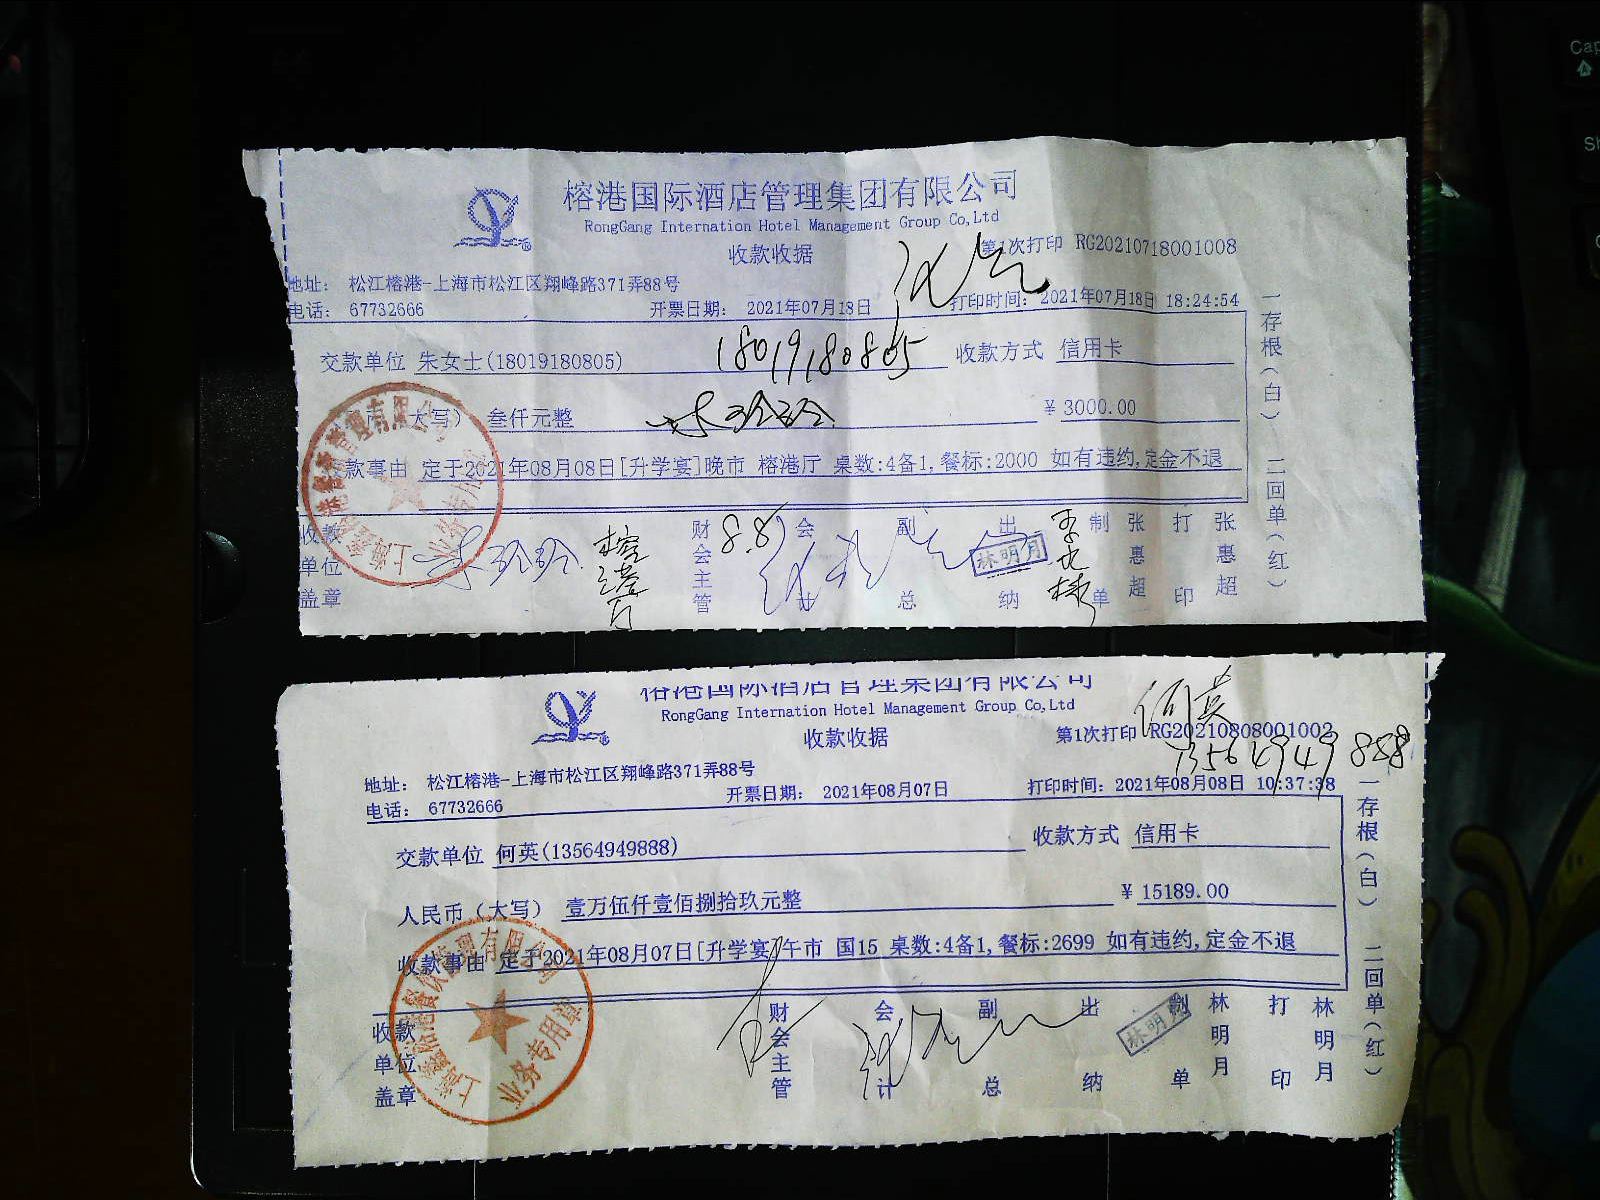 榕港国际酒店管理集团有限公司
RongGang Internation Hotel Management Group Co,Ltd
收款收据
第1次打印 RG20210718001008
地址: 松江榕港-上海市松江区翔峰路371弄88号
电话: 67732666
开票日期: 2021年07月18日
打印时间: 2021年07月18日 18:24:54
交款单位 朱女士(18019180805)
18019180805
收款方式 信用卡
大写) 叁仟元整
¥ 3000.00
款事由 定于2021年08月08日[升学宴]晚市 榕港厅 桌数:4备1,餐标:2000 如有违约,定金不退
收款单位盖章
榕港厅
财会主管
8.8
会计
副总
出纳
林明月
制单
张惠超
打印
张惠超
一存根(白) 二回单(红)
榕港国际酒店管理集团有限公司
RongGang Internation Hotel Management Group Co,Ltd
收款收据
何英
第1次打印 RG20210808001002
13564949888
地址: 松江榕港-上海市松江区翔峰路371弄88号
电话: 67732666
开票日期: 2021年08月07日
打印时间: 2021年08月08日 10:37:38
交款单位 何英(13564949888)
收款方式 信用卡
人民币(大写) 壹万伍仟壹佰捌拾玖元整
¥ 15189.00
收款事由 定于2021年08月07日[升学宴]午市 国15 桌数:4备1,餐标:2699 如有违约,定金不退
业务专用章
收款单位盖章
财会主管
会计
副总
出纳
林明月
制单
林明月
打印
林明月
一存根(白) 二回单(红)